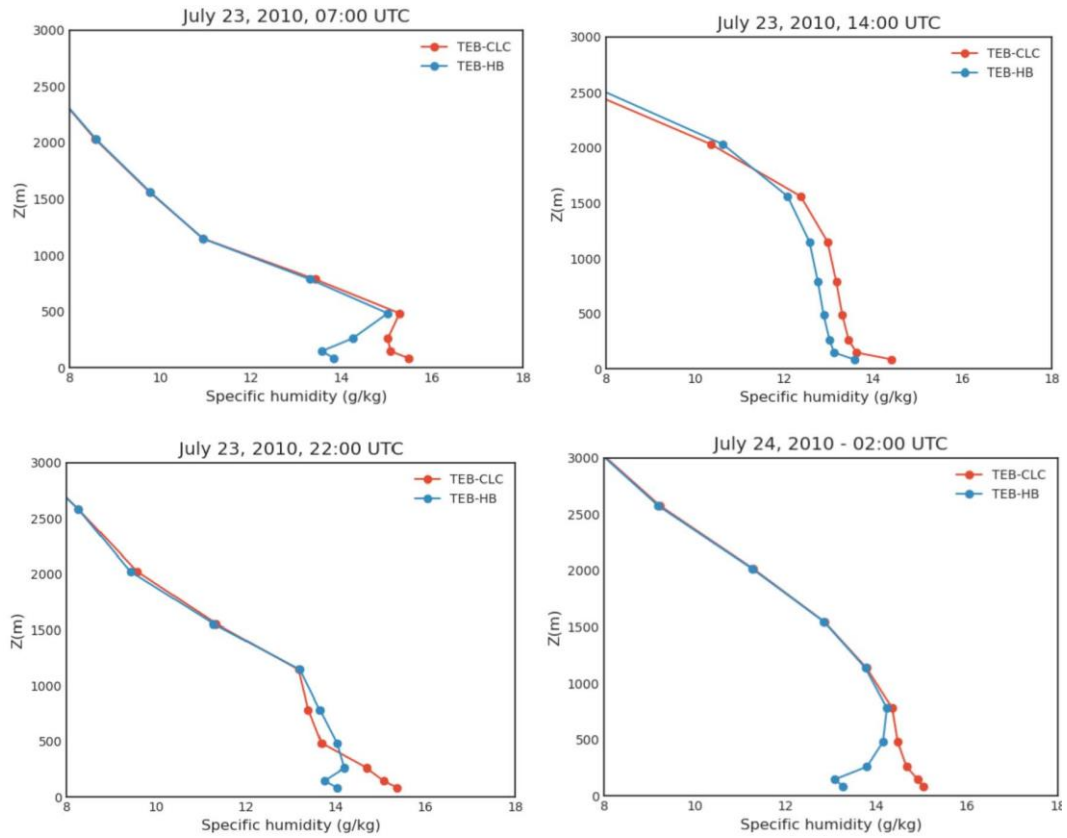 July 23, 2010, 07:00 UTC
3000
2500
2000
1500
1000
500
0
Z(m)
TEB-CLC
TEB-HB
8 10 12 14 16 18
Specific humidity (g/kg)
July 23, 2010, 14:00 UTC
3000
2500
2000
1500
1000
500
0
Z(m)
TEB-CLC
TEB-HB
8 10 12 14 16 18
Specific humidity (g/kg)
July 23, 2010, 22:00 UTC
3000
2500
2000
1500
1000
500
0
Z(m)
TEB-CLC
TEB-HB
8 10 12 14 16 18
Specific humidity (g/kg)
July 24, 2010 - 02:00 UTC
3000
2500
2000
1500
1000
500
0
Z(m)
TEB-CLC
TEB-HB
8 10 12 14 16 18
Specific humidity (g/kg)